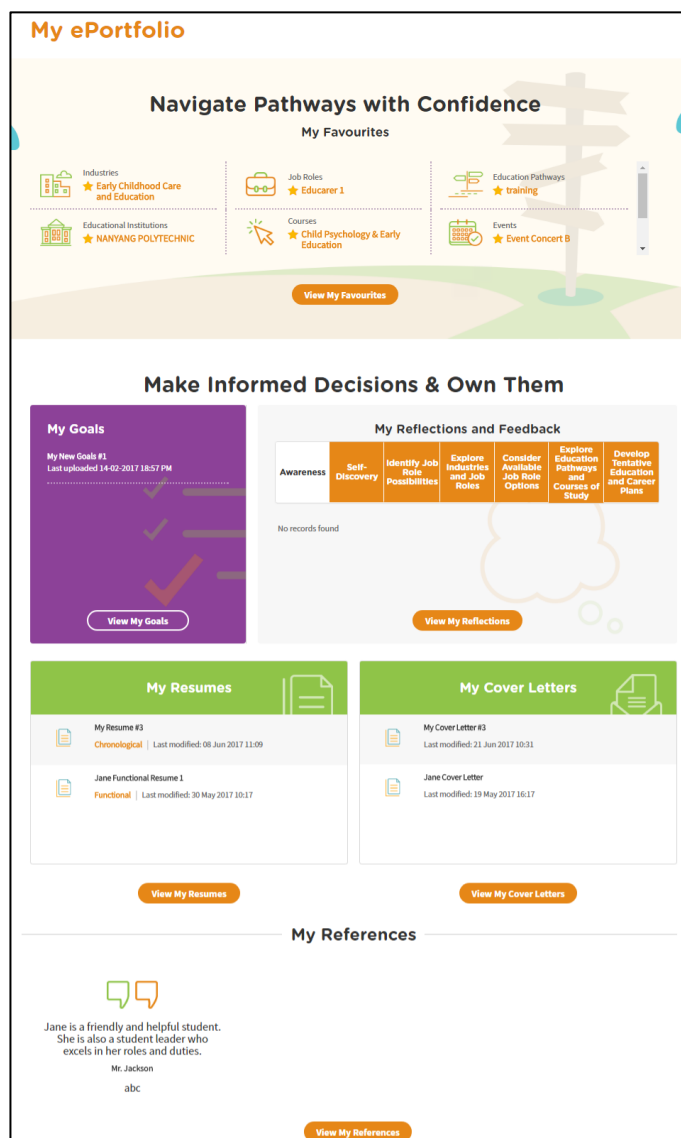 My ePortfolio
Navigate Pathways with Confidence
My Favourites
Industries
Early Childhood Care
and Education
Job Roles
Educarer 1
Education Pathways
training
Educational Institutions
NANYANG POLYTECHNIC
Courses
Child Psychology & Early
Education
Events
Event Concert B
View My Favourites
Make Informed Decisions & Own Them
My Goals
My New Goals #1
Last uploaded 14-02-2017 18:57 PM
View My Goals
My Reflections and Feedback
Awareness
Self-
Discovery
Identify Job
Role
Possibilities
Explore
Industries
and Job
Roles
Consider
Available
Job Role
Options
Explore
Education
Pathways
and
Courses of
Study
Develop
Tentative
Education
and Career
Plans
No records found
View My Reflections
My Resumes
My Resume #3
Chronological | Last modified: 08 Jun 2017 11:09
Jane Functional Resume 1
Functional | Last modified: 30 May 2017 10:17
View My Resumes
My Cover Letters
My Cover Letter #3
Last modified: 21 Jun 2017 10:31
Jane Cover Letter
Last modified: 19 May 2017 16:17
View My Cover Letters
My References
Jane is a friendly and helpful student.
She is also a student leader who
excels in her roles and duties.
Mr. Jackson
abc
View My References